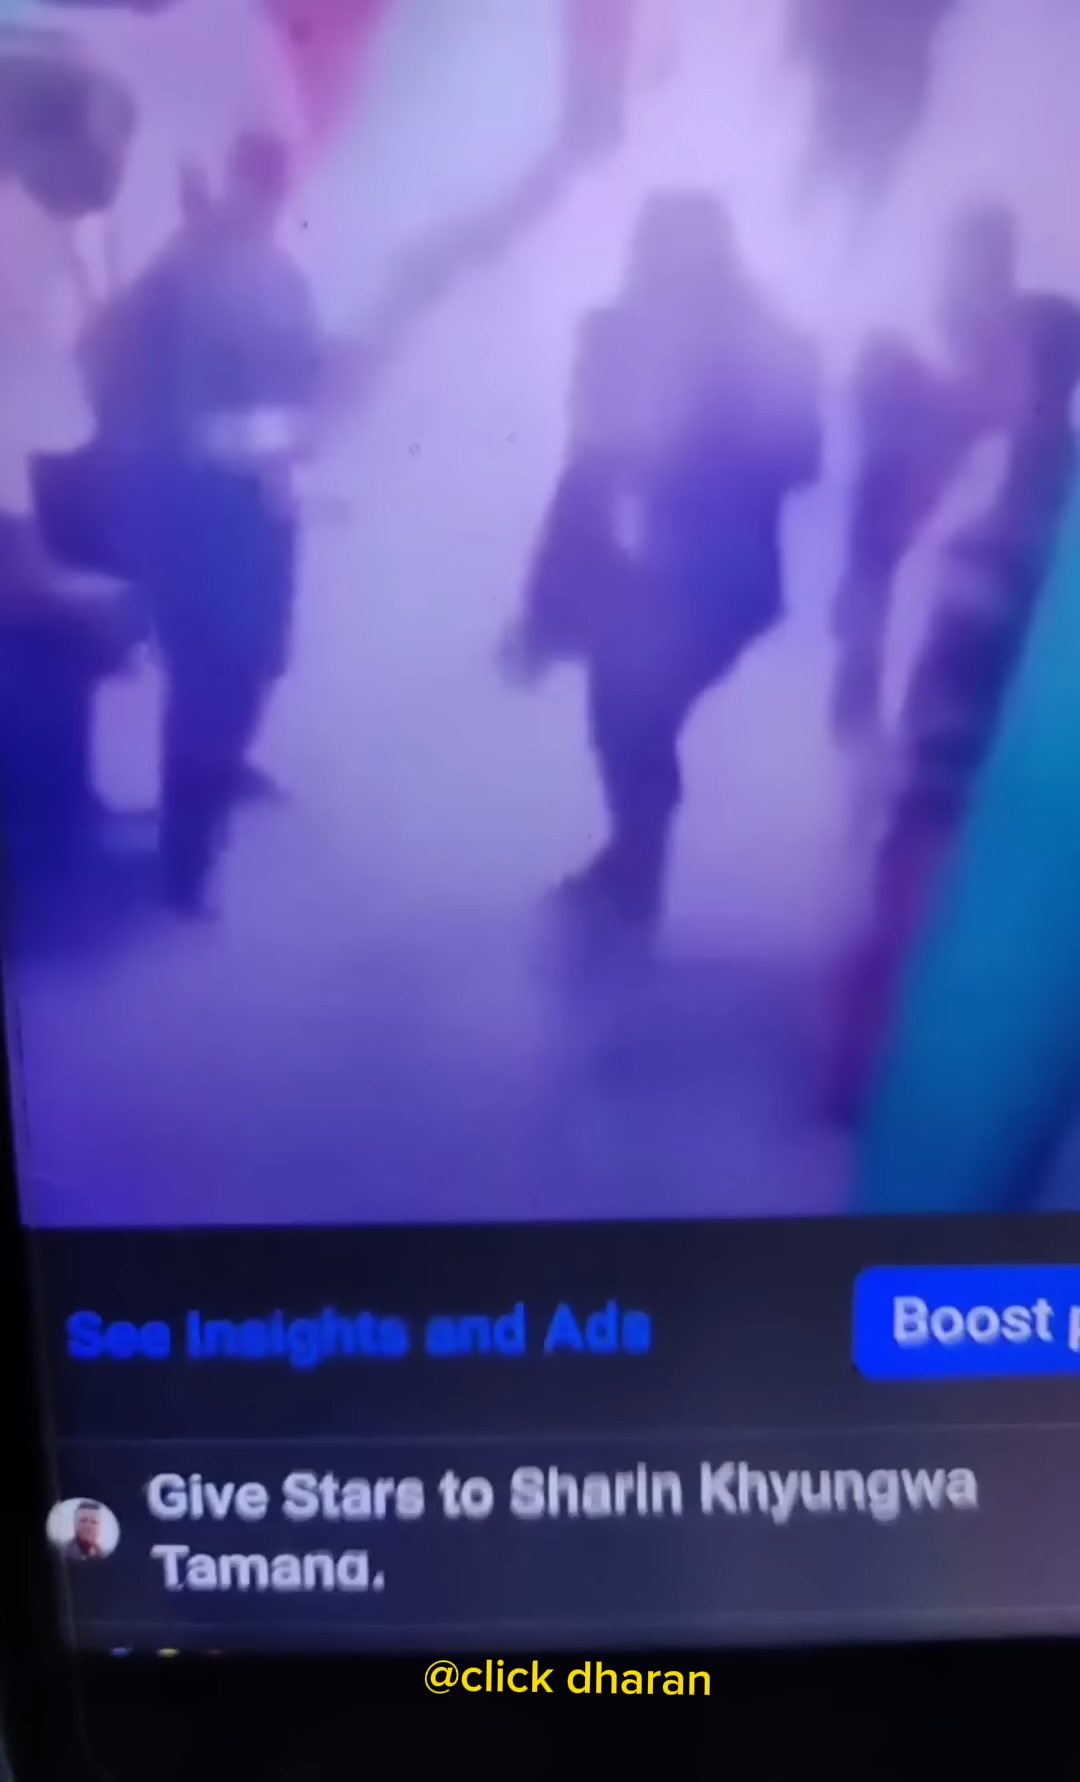 See Insights and Ads
Boost p
Give Stars to Sharin Khyungwa
Tamang.
@click dharan